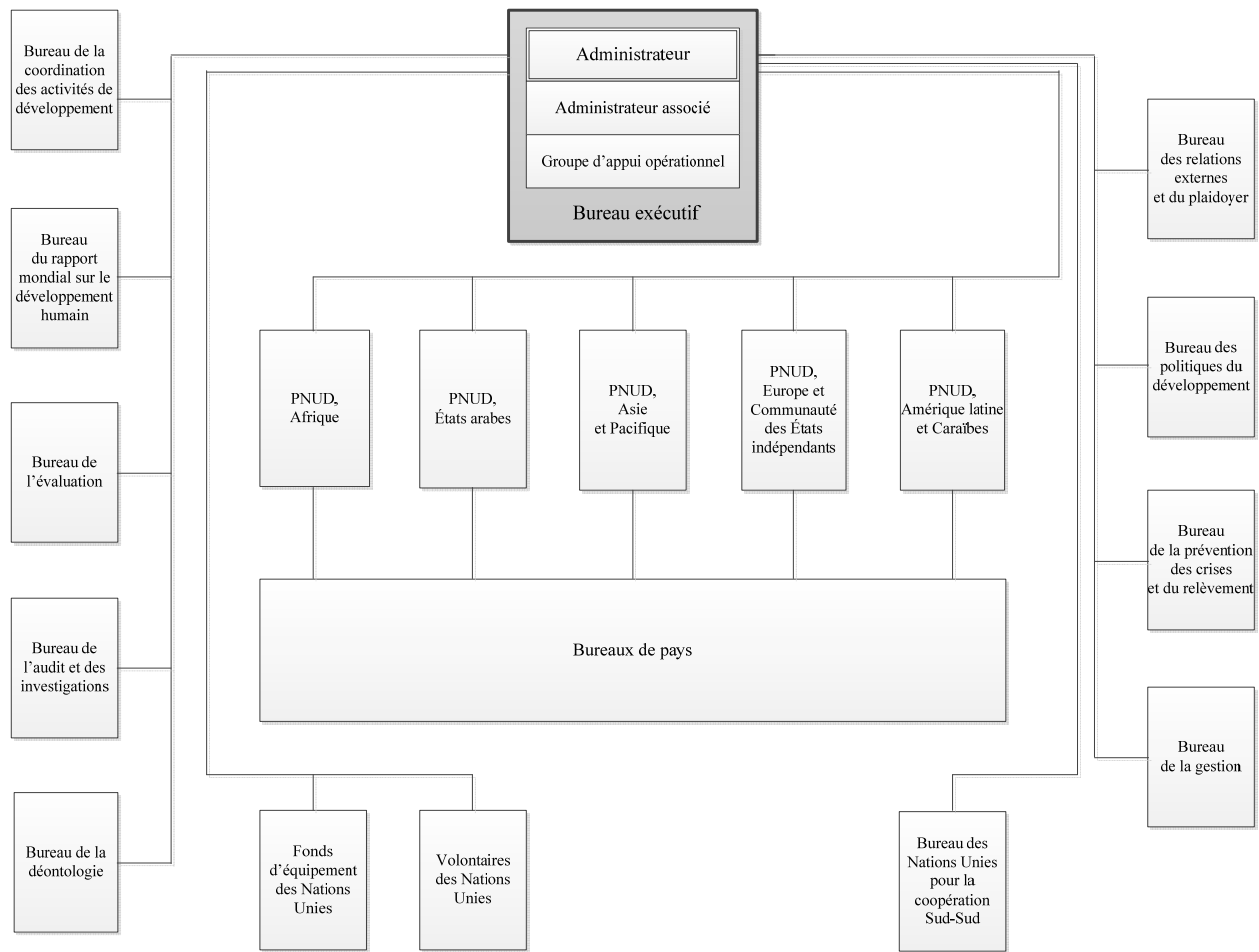 Administrateur
Administrateur associé
Groupe d'appui opérationnel
Bureau exécutif
Bureau de la
coordination
des activités de
développement
Bureau
du rapport
mondial sur le
développement
humain
Bureau de
l'évaluation
Bureau de
l'audit et des
investigations
Bureau de la
déontologie
PNUD,
Afrique
PNUD,
États arabes
PNUD,
Asie
et Pacifique
PNUD,
Europe et
Communauté
des États
indépendants
PNUD,
Amérique latine
et Caraïbes
Bureaux de pays
Fonds
d'équipement
des Nations
Unies
Volontaires
des Nations
Unies
Bureau des
Nations Unies
pour la
coopération
Sud-Sud
Bureau
des relations
externes
et du plaidoyer
Bureau des
politiques du
développement
Bureau
de la prévention
des crises
et du relèvement
Bureau
de la gestion